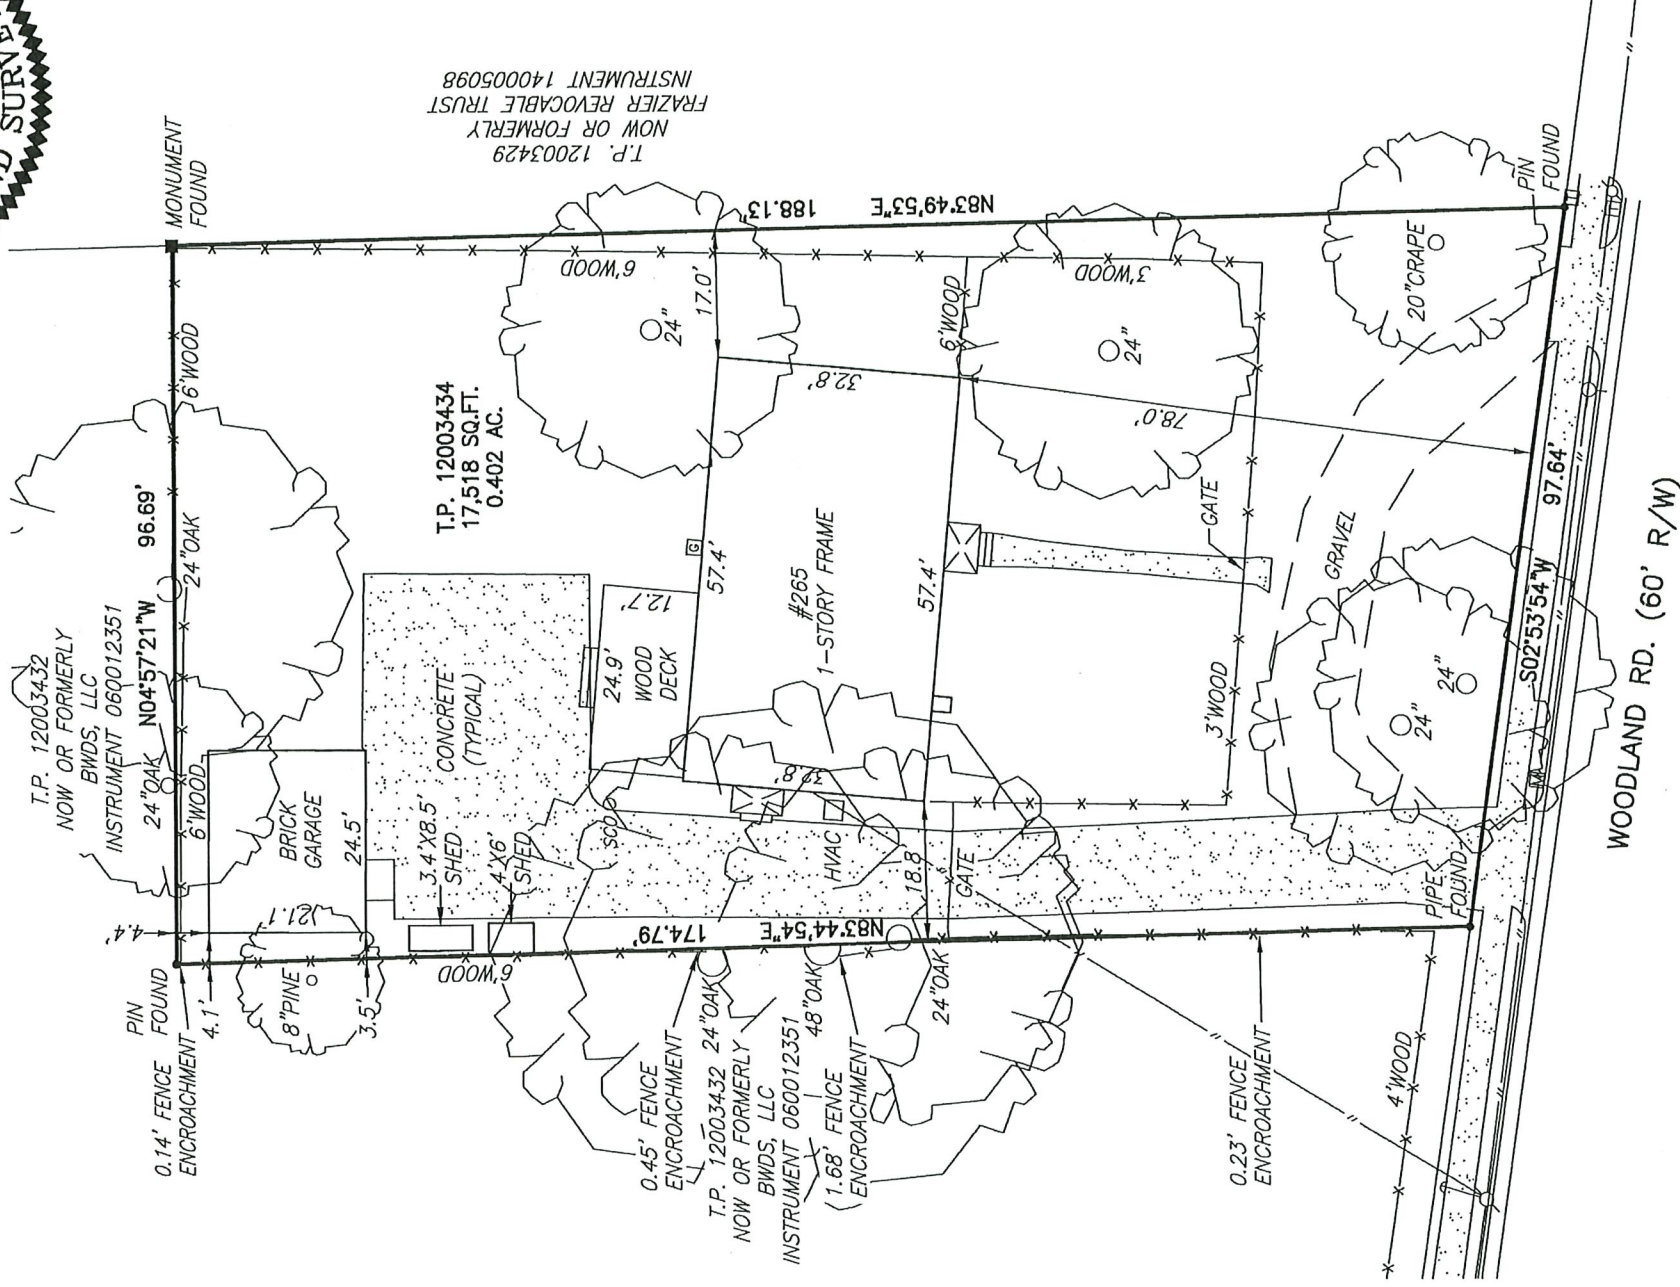 D SURVE
MONUMENT
FOUND
T.P. 12003429
NOW OR FORMERLY
FRAZIER REVOCABLE TRUST
INSTRUMENT 140005098
N83°49'53"E
188.13'
PIN
FOUND
6'WOOD
3'WOOD
20"CRAPE
24"
24"
17.0'
6'WOOD
32.8'
78.0'
6'WOOD
T.P. 12003434
17,518 SQ.FT.
0.402 AC.
T.P. 12003432
NOW OR FORMERLY
BWDS, LLC
INSTRUMENT 060012351
N04°57'21"W
96.69'
24"OAK
24"OAK
6'WOOD
G
57.4'
12.7'
24.9'
WOOD
DECK
#265
1-STORY FRAME
57.4'
GATE
GRAVEL
3'WOOD
97.64'
S02°53'54"W
WOODLAND RD. (60' R/W)
24"
24"
CONCRETE
(TYPICAL)
BRICK
GARAGE
24.5'
21.1'
4.4'
3.4'X8.5'
SHED
4'X6'
SHED
SCO
32.8'
HVAC
18.8'
GATE
PIPE
FOUND
N83°44'54"E
174.79'
6'WOOD
PIN
FOUND
0.14' FENCE
ENCROACHMENT
4.1'
8"PINE
3.5'
24"OAK
48"OAK
24"OAK
0.45' FENCE
ENCROACHMENT
T.P. 12003432
NOW OR FORMERLY
BWDS, LLC
INSTRUMENT 060012351
1.68' FENCE
ENCROACHMENT
0.23' FENCE
ENCROACHMENT
4'WOOD